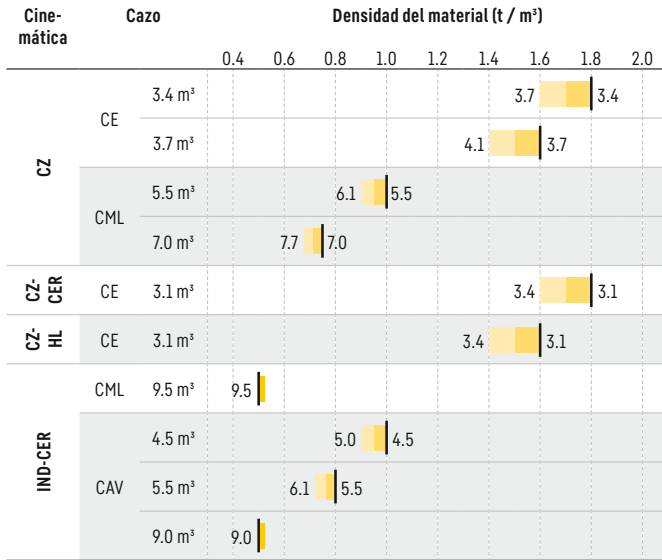 Cine-
mática
Cazo
Densidad del material (t / m³)
0.4 0.6 0.8 1.0 1.2 1.4 1.6 1.8 2.0
CZ
CE
3.4 m³ 3.7 3.4
3.7 m³ 4.1 3.7
CML
5.5 m³ 6.1 5.5
7.0 m³ 7.7 7.0
CZ-
CER
CE 3.1 m³ 3.4 3.1
CZ-
HL
CE 3.1 m³ 3.4 3.1
IND-CER
CML 9.5 m³ 9.5
CAV
4.5 m³ 5.0 4.5
5.5 m³ 6.1 5.5
9.0 m³ 9.0